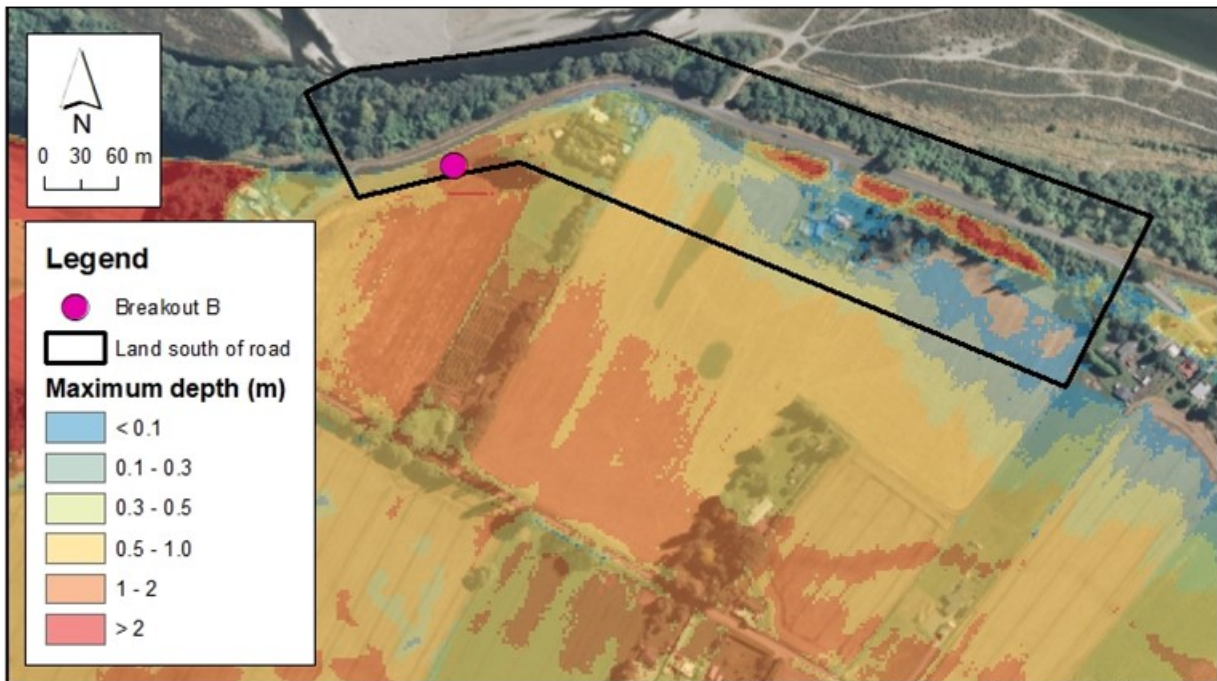 N
0 30 60 m
Legend
Breakout B
Land south of road
Maximum depth (m)
< 0.1
0.1 - 0.3
0.3 - 0.5
0.5 - 1.0
1 - 2
> 2